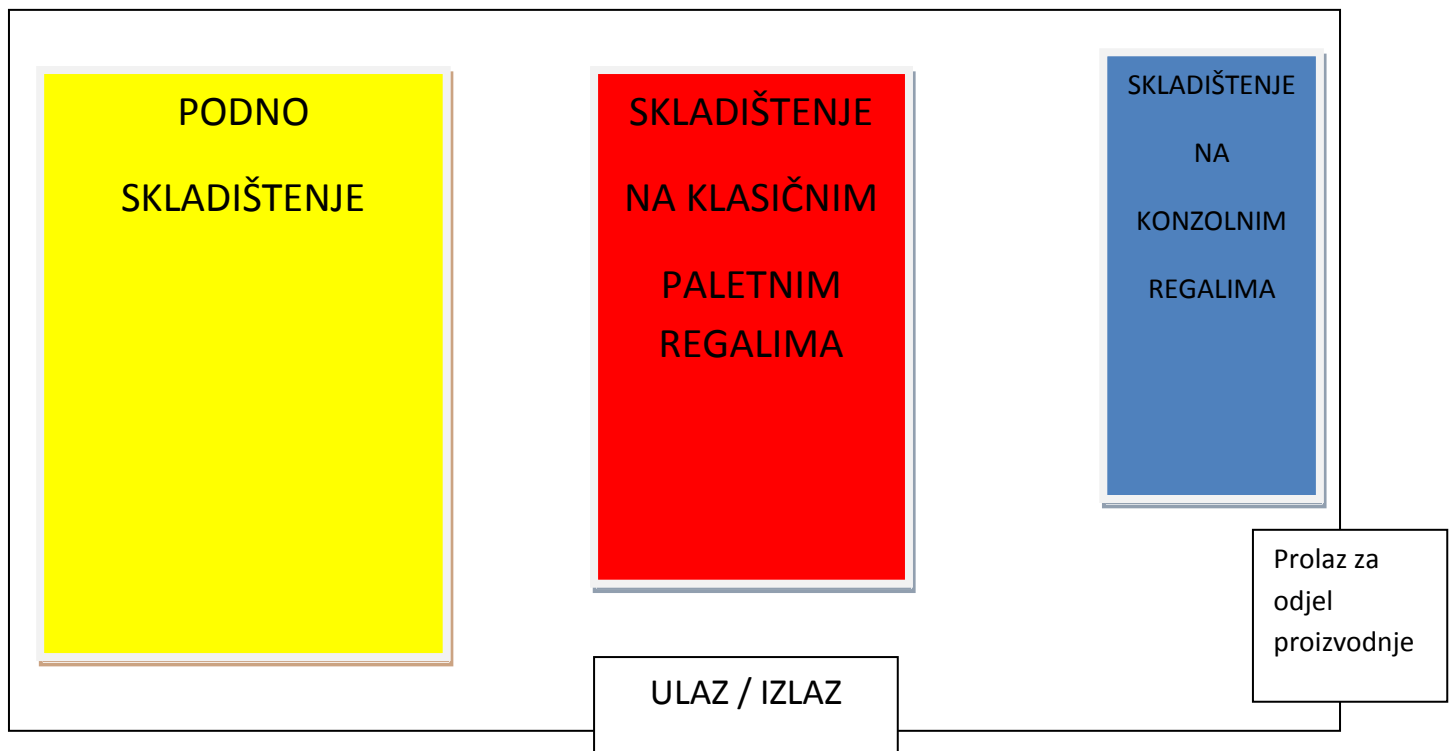 PODNO
SKLADIŠTENJE
SKLADIŠTENJE
NA KLASIČNIM
PALETNIM
REGALIMA
SKLADIŠTENJE
NA
KONZOLNIM
REGALIMA
Prolaz za
odjel
proizvodnje
ULAZ / IZLAZ